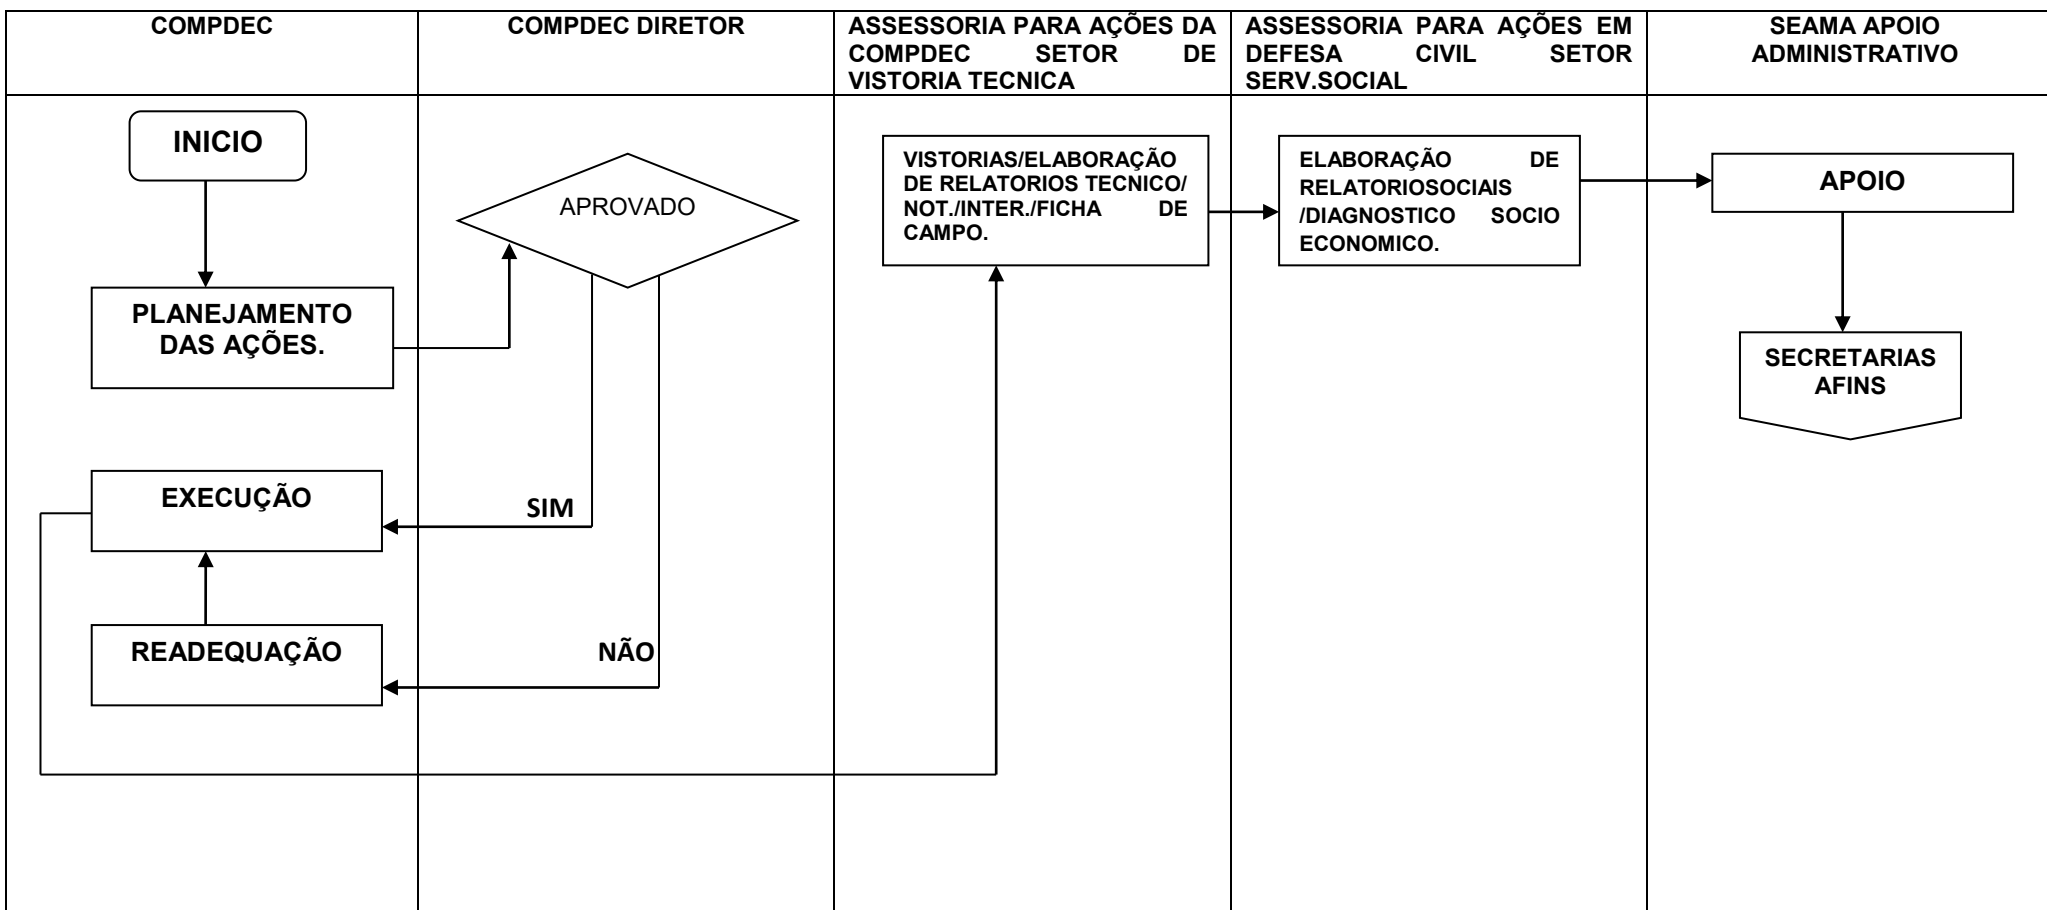 COMPDEC
COMPDEC DIRETOR
ASSESSORIA PARA AÇÕES DA
COMPDEC SETOR DE
VISTORIA TECNICA
ASSESSORIA PARA AÇÕES EM
DEFESA CIVIL SETOR
SERV.SOCIAL
SEAMA APOIO
ADMINISTRATIVO
INICIO
PLANEJAMENTO
DAS AÇÕES.
EXECUÇÃO
READEQUAÇÃO
APROVADO
SIM
NÃO
VISTORIAS/ELABORAÇÃO
DE RELATORIOS TECNICO/
NOT./INTER./FICHA DE
CAMPO.
ELABORAÇÃO DE
RELATORIOSOCIAIS
/DIAGNOSTICO SOCIO
ECONOMICO.
APOIO
SECRETARIAS
AFINS